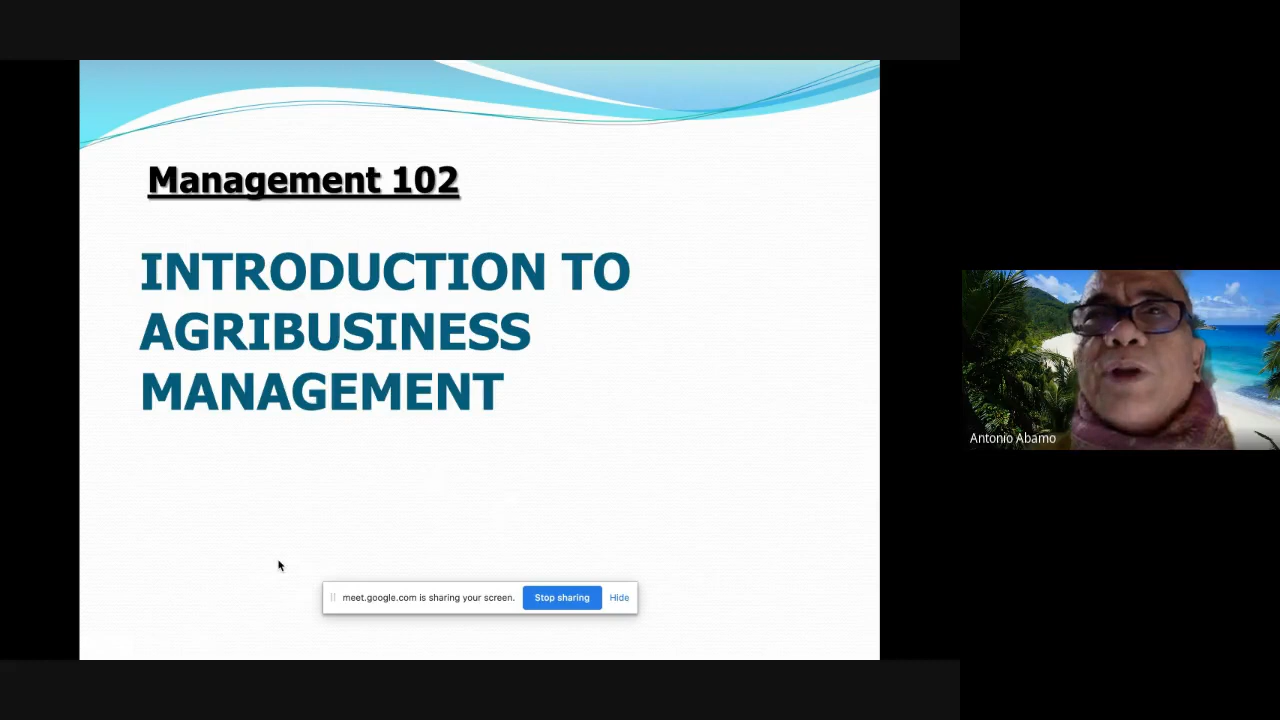 Management 102
INTRODUCTION TO
AGRIBUSINESS
MANAGEMENT
meet.google.com is sharing your screen. Stop sharing Hide
Antonio Abamo